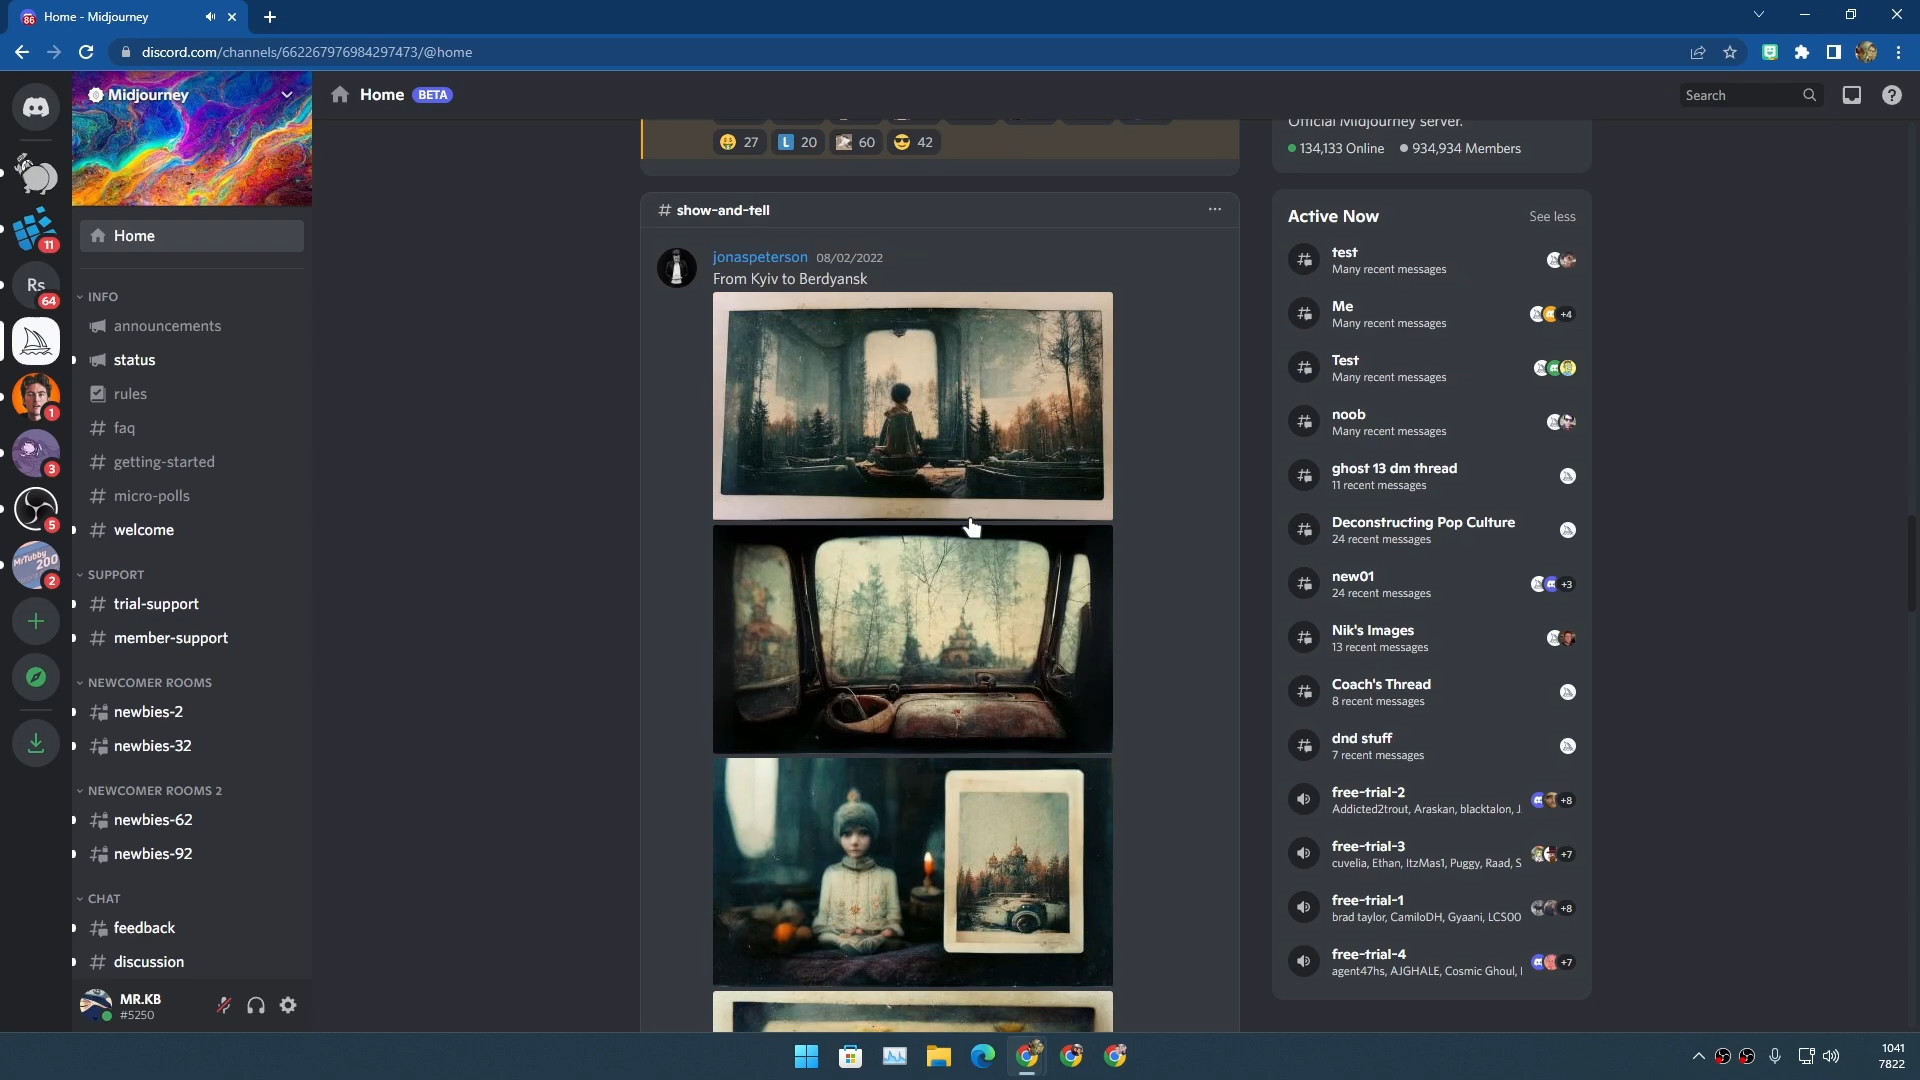 Home - Midjourney
discord.com/channels/662267976984297473/@home
Midjourney
Home BETA
Search
27 L 20 60 42
Official Midjourney server.
134,133 Online 934,934 Members
11
Rs
64
1
3
5
MrTubby 200
2
Home
INFO
announcements
status
rules
faq
getting-started
micro-polls
welcome
SUPPORT
trial-support
member-support
NEWCOMER ROOMS
newbies-2
newbies-32
NEWCOMER ROOMS 2
newbies-62
newbies-92
CHAT
feedback
discussion
MR.KB
#5250
show-and-tell
jonaspeterson 08/02/2022
From Kyiv to Berdyansk
Active Now See less
test
Many recent messages
Me
Many recent messages +4
Test
Many recent messages
noob
Many recent messages
ghost 13 dm thread
11 recent messages
Deconstructing Pop Culture
24 recent messages
new01
24 recent messages +3
Nik's Images
13 recent messages
Coach's Thread
8 recent messages
dnd stuff
7 recent messages
free-trial-2
Addicted2trout, Araskan, blacktalon, J +8
free-trial-3
cuvelia, Ethan, ItzMas1, Puggy, Raad, S +7
free-trial-1
brad taylor, CamiloDH, Gyaani, LCS00 +8
free-trial-4
agent47hs, AJGHALE, Cosmic Ghoul, +7
1041
7822